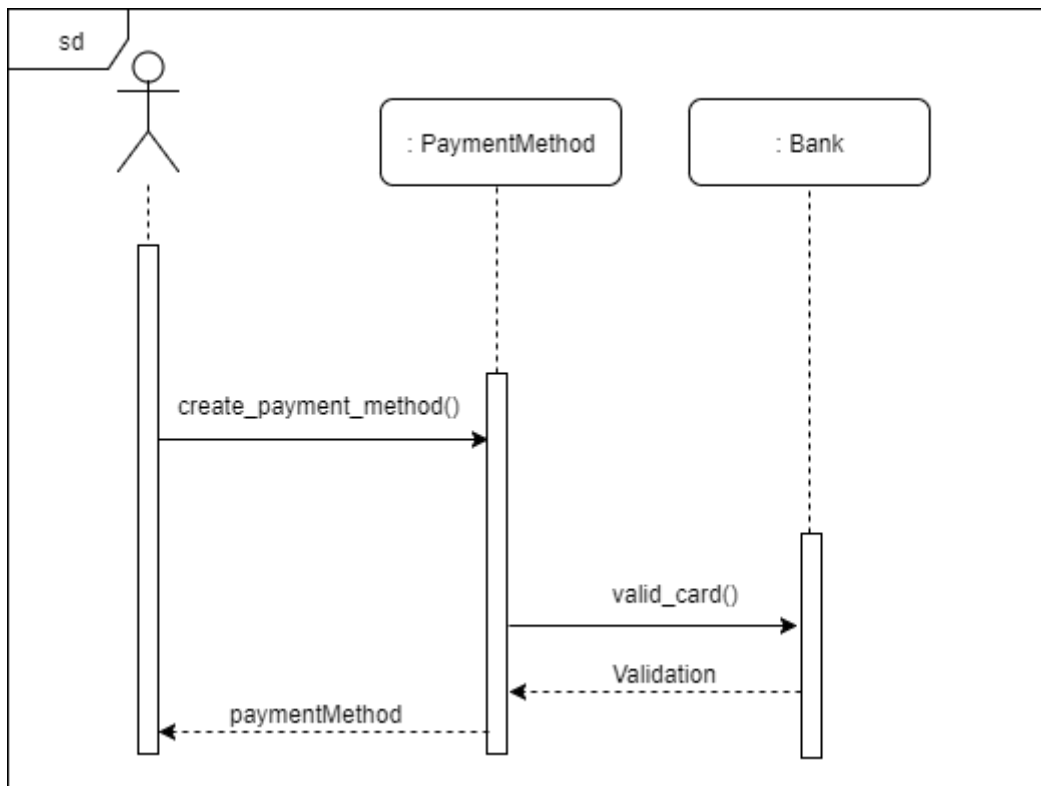 sd
: PaymentMethod
: Bank
create_payment_method()
valid_card()
Validation
paymentMethod